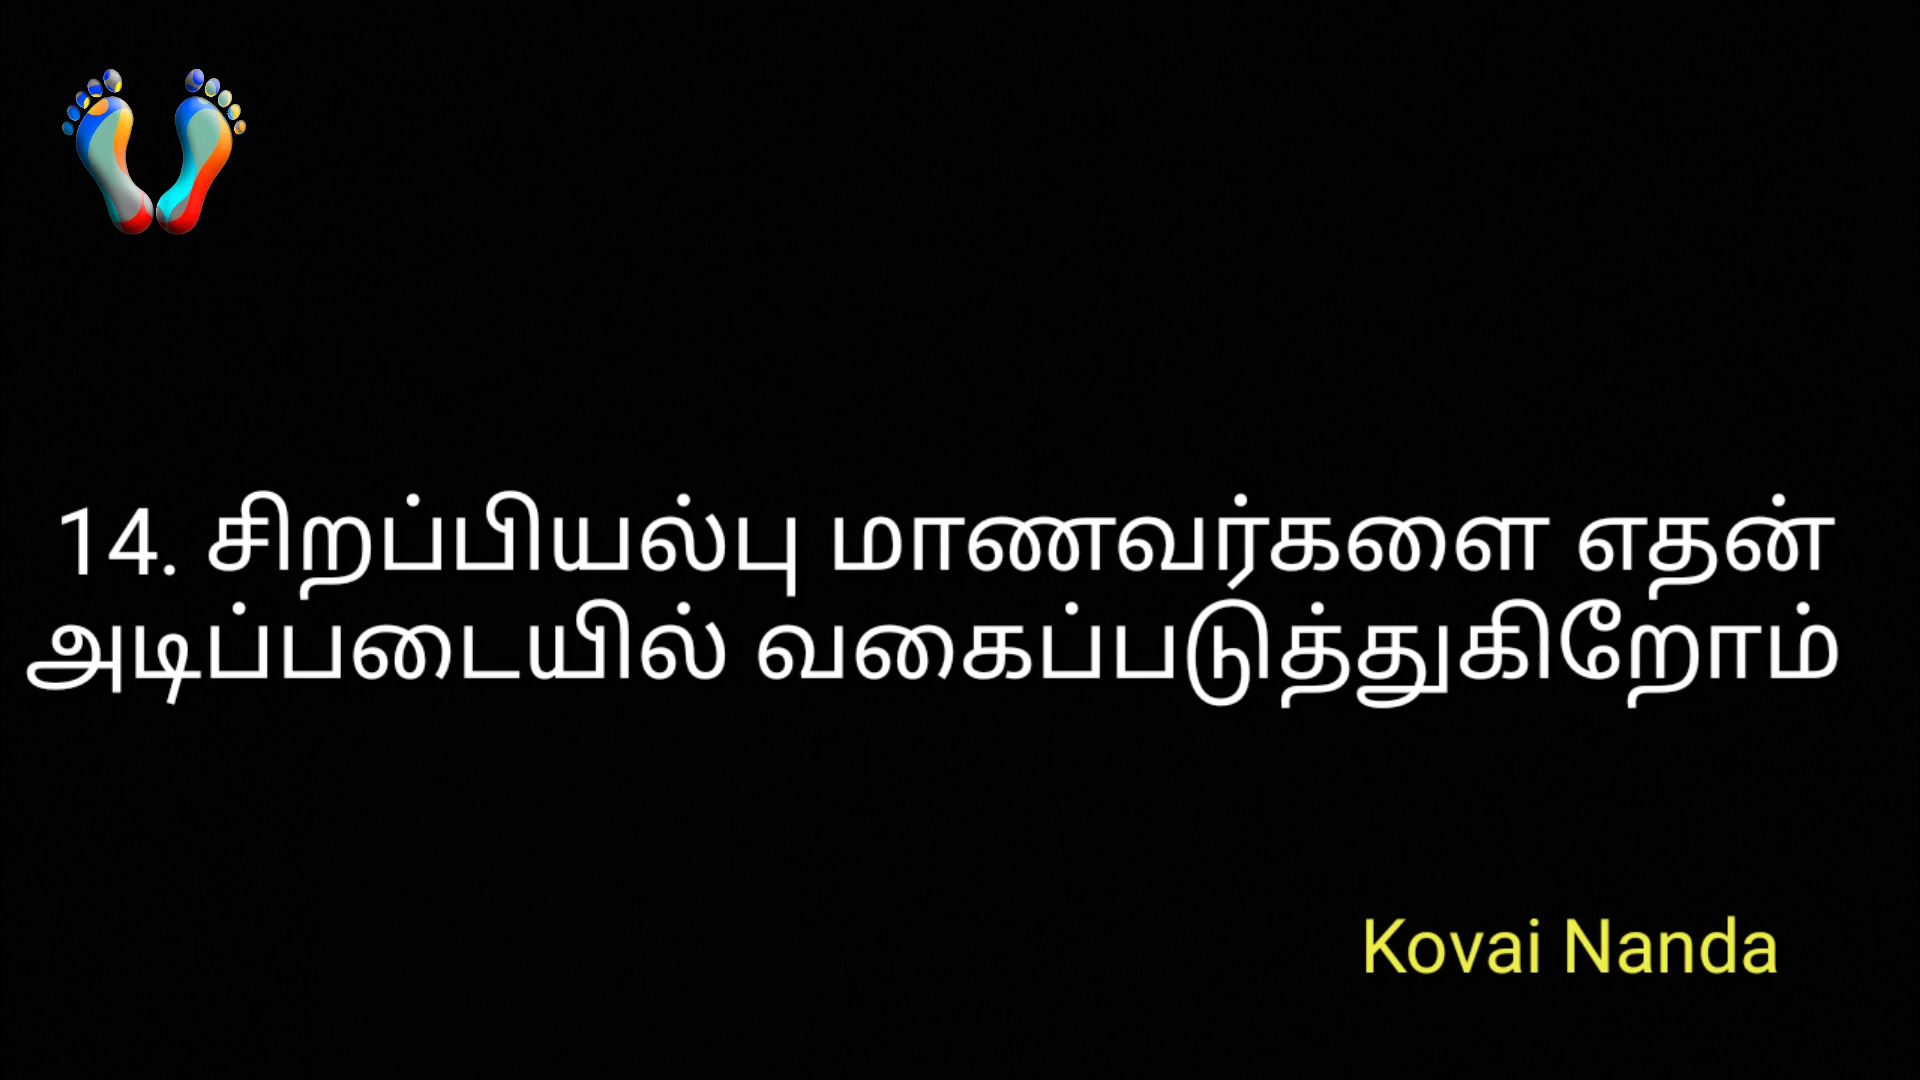 14. சிறப்பியல்பு மாணவர்களை எதன்
அடிப்படையில் வகைப்படுத்துகிறோம்
Kovai Nanda